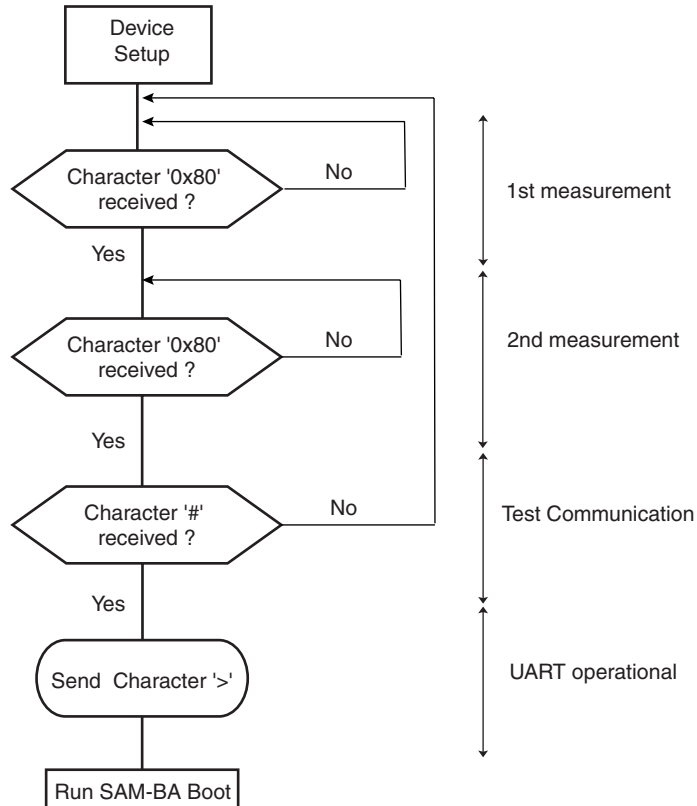 Device
Setup
Character '0x80'
received ?
No
1st measurement
Yes
Character '0x80'
received ?
No
2nd measurement
Yes
Character '#'
received ?
No
Test Communication
Yes
Send Character '>'
UART operational
Run SAM-BA Boot